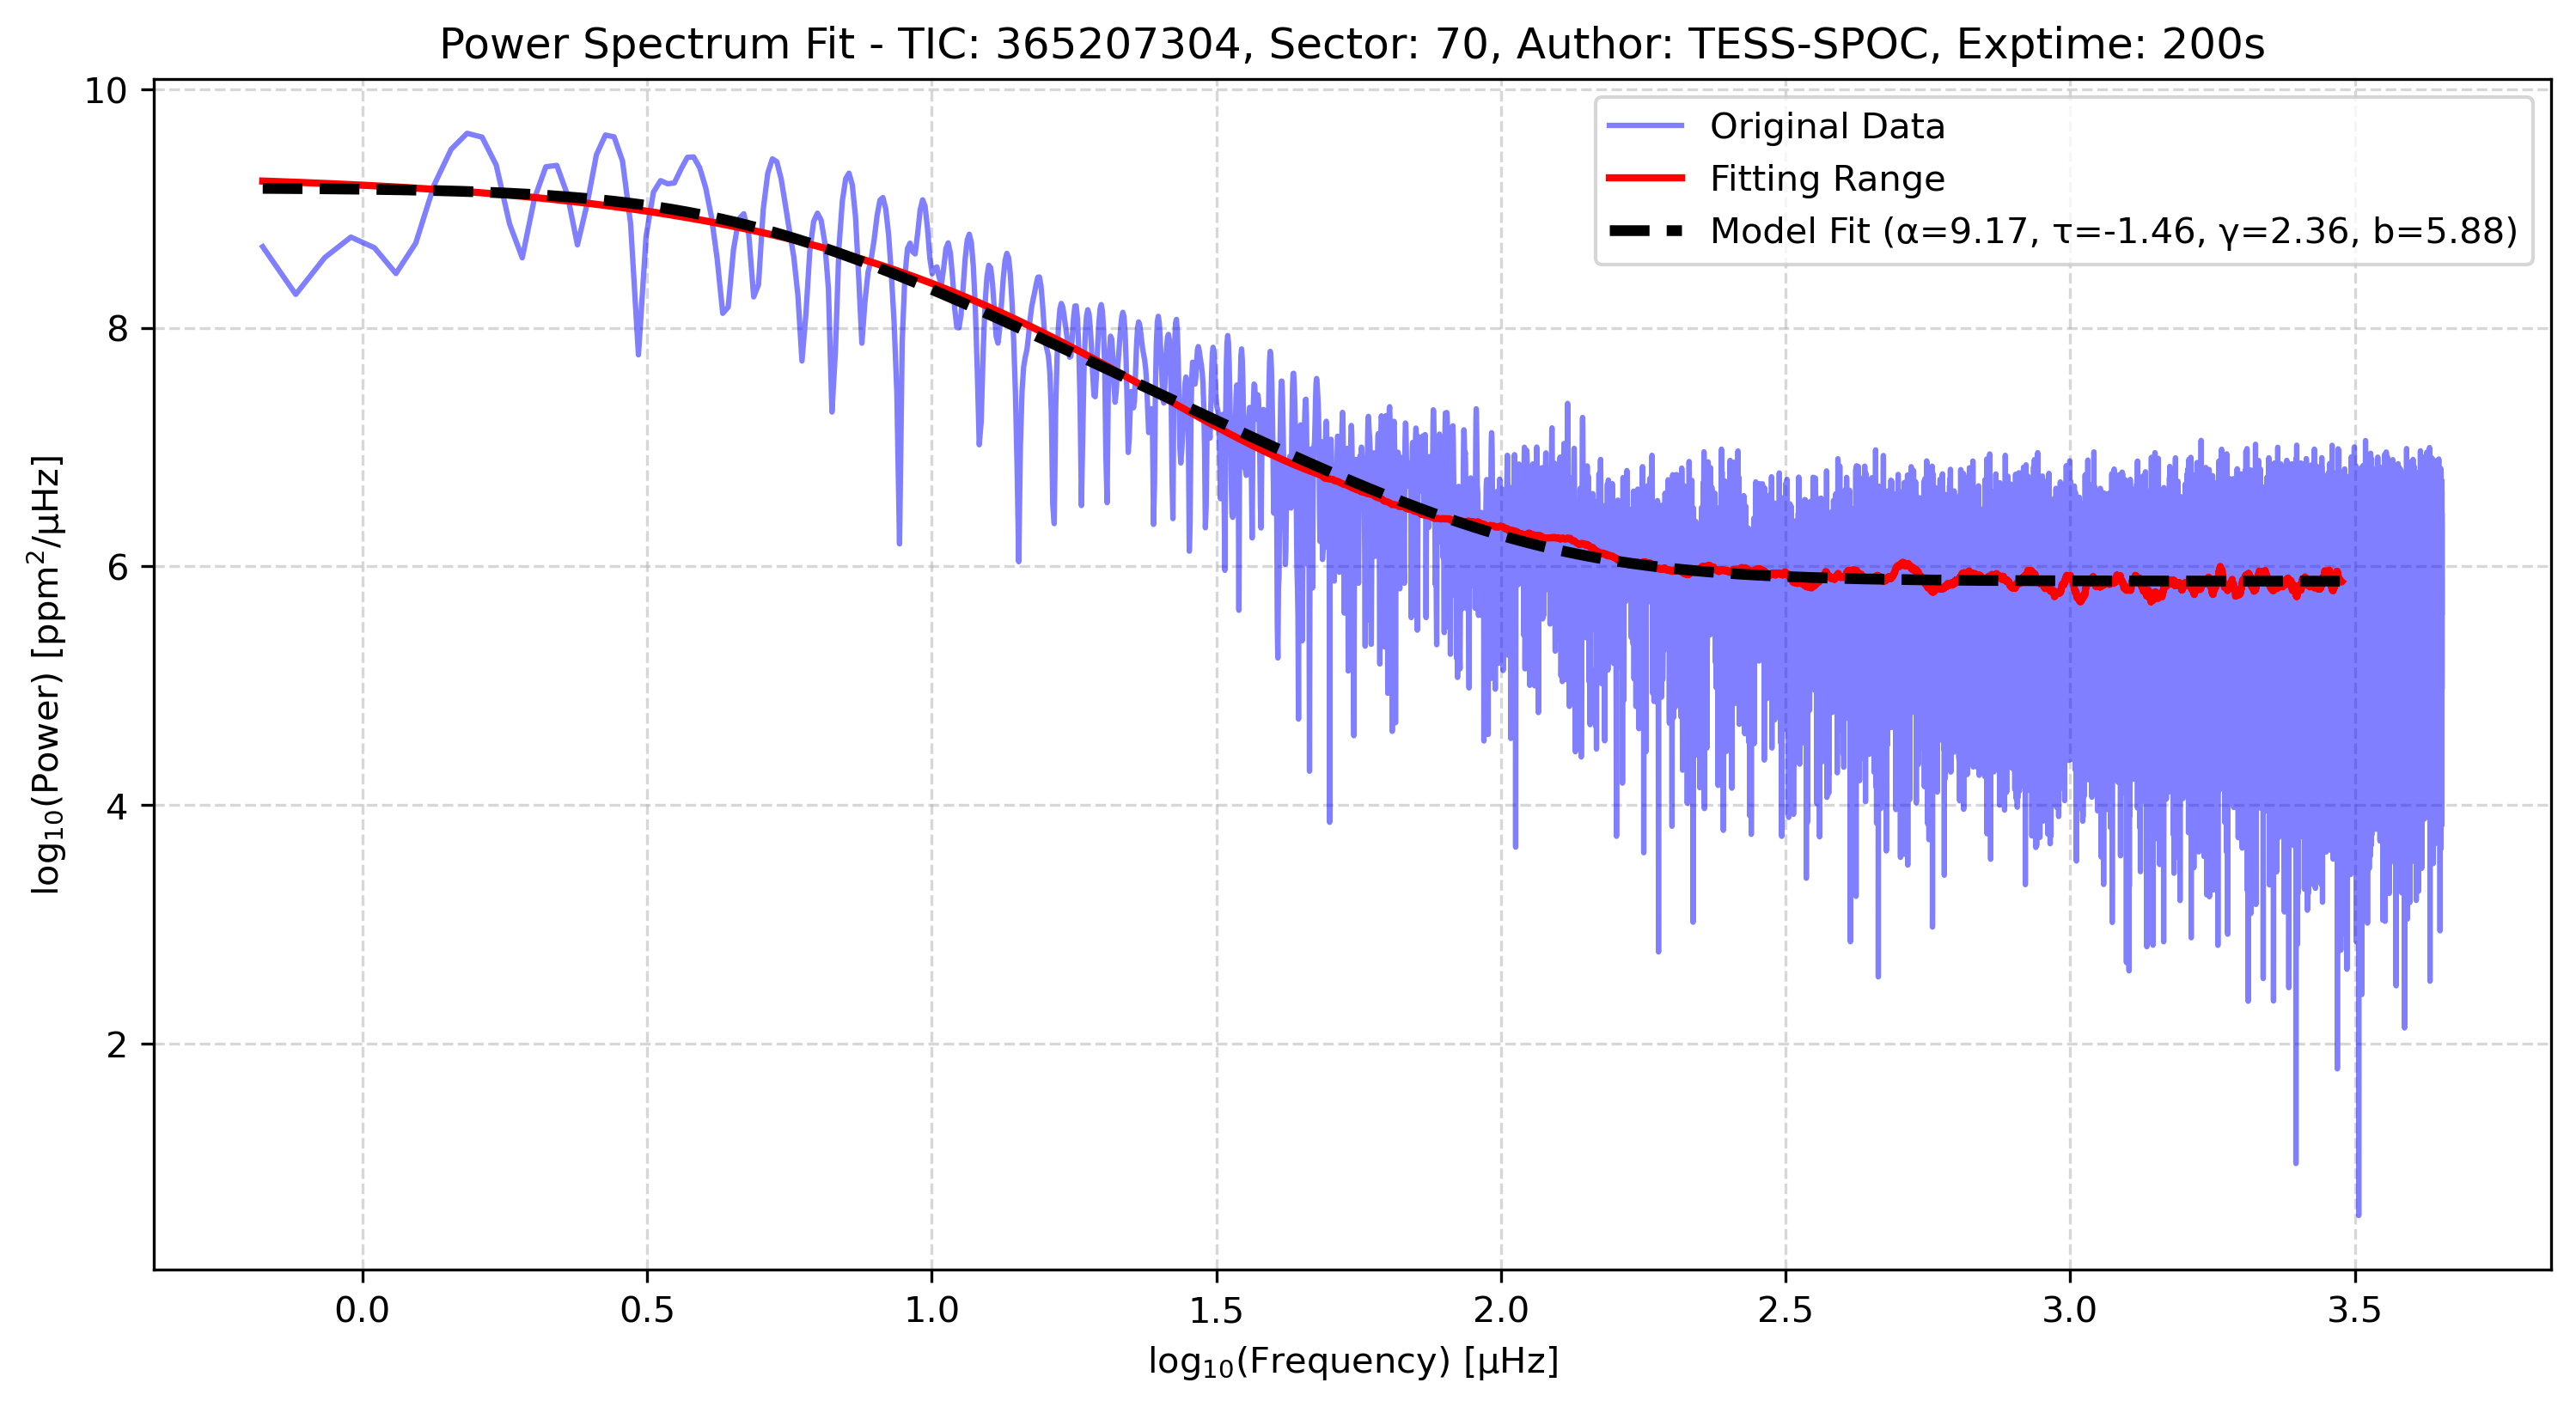 Power Spectrum Fit - TIC: 365207304, Sector: 70, Author: TESS-SPOC, Exptime: 200s
10
8
6
4
2
log₁₀(Power) [ppm²/μHz]
Original Data
Fitting Range
Model Fit (α=9.17, τ=-1.46, γ=2.36, b=5.88)
0.0 0.5 1.0 1.5 2.0 2.5 3.0 3.5
log₁₀(Frequency) [μHz]